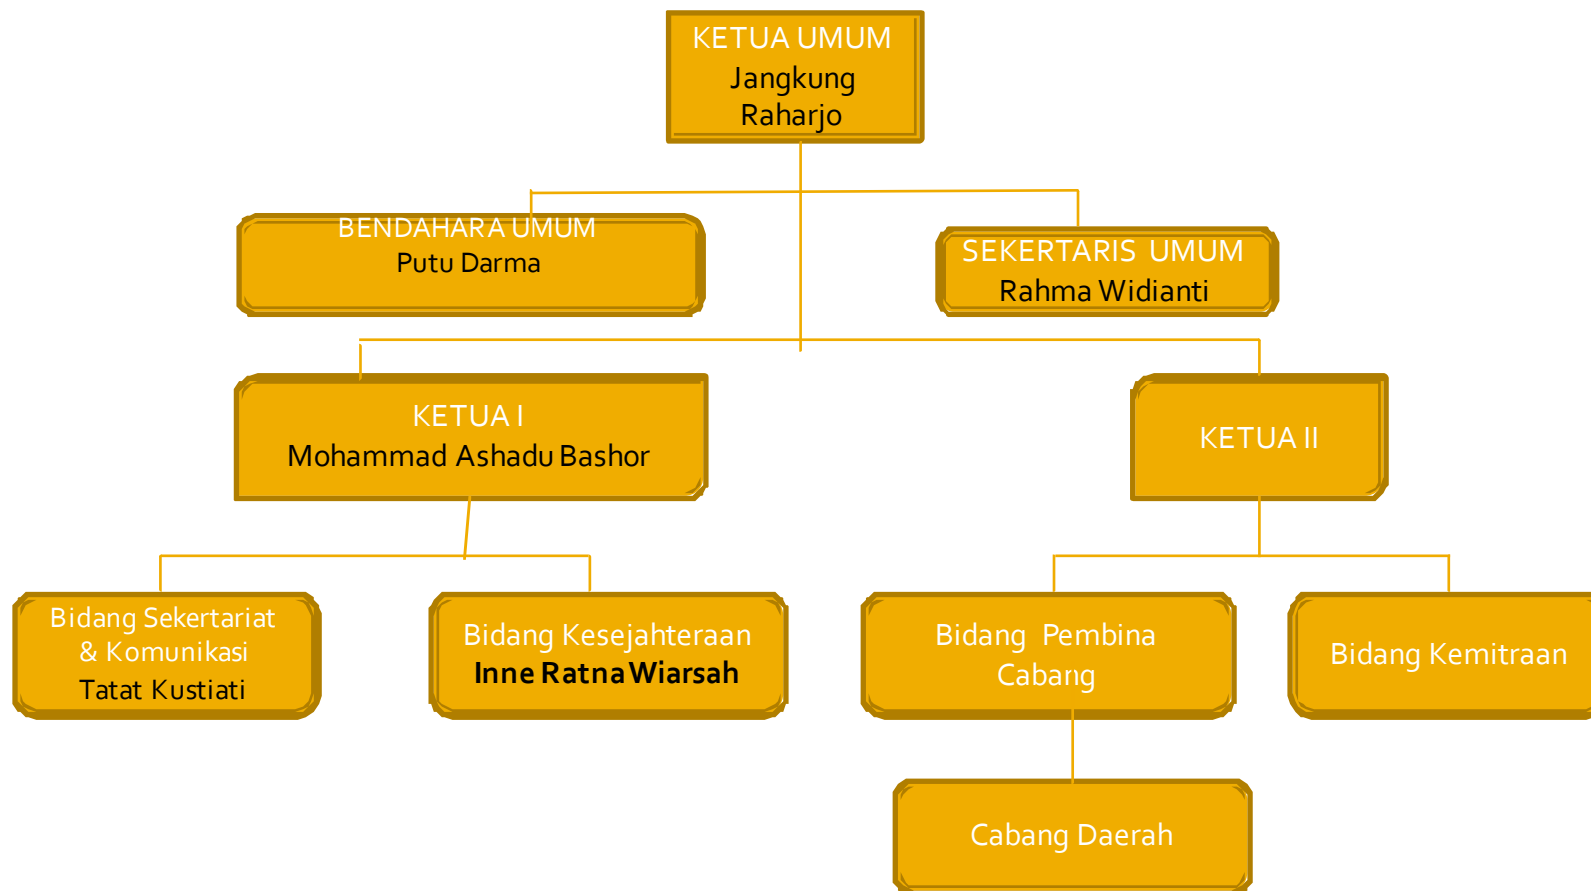 KETUA UMUM
Jangkung
Raharjo
BENDAHARA UMUM
Putu Darma
SEKERTARIS UMUM
Rahma Widianti
KETUA I
Mohammad Ashadu Bashor
KETUA II
Bidang Sekertariat
& Komunikasi
Tatat Kustiati
Bidang Kesejahteraan
Inne Ratna Wiarsah
Bidang Pembina
Cabang
Bidang Kemitraan
Cabang Daerah